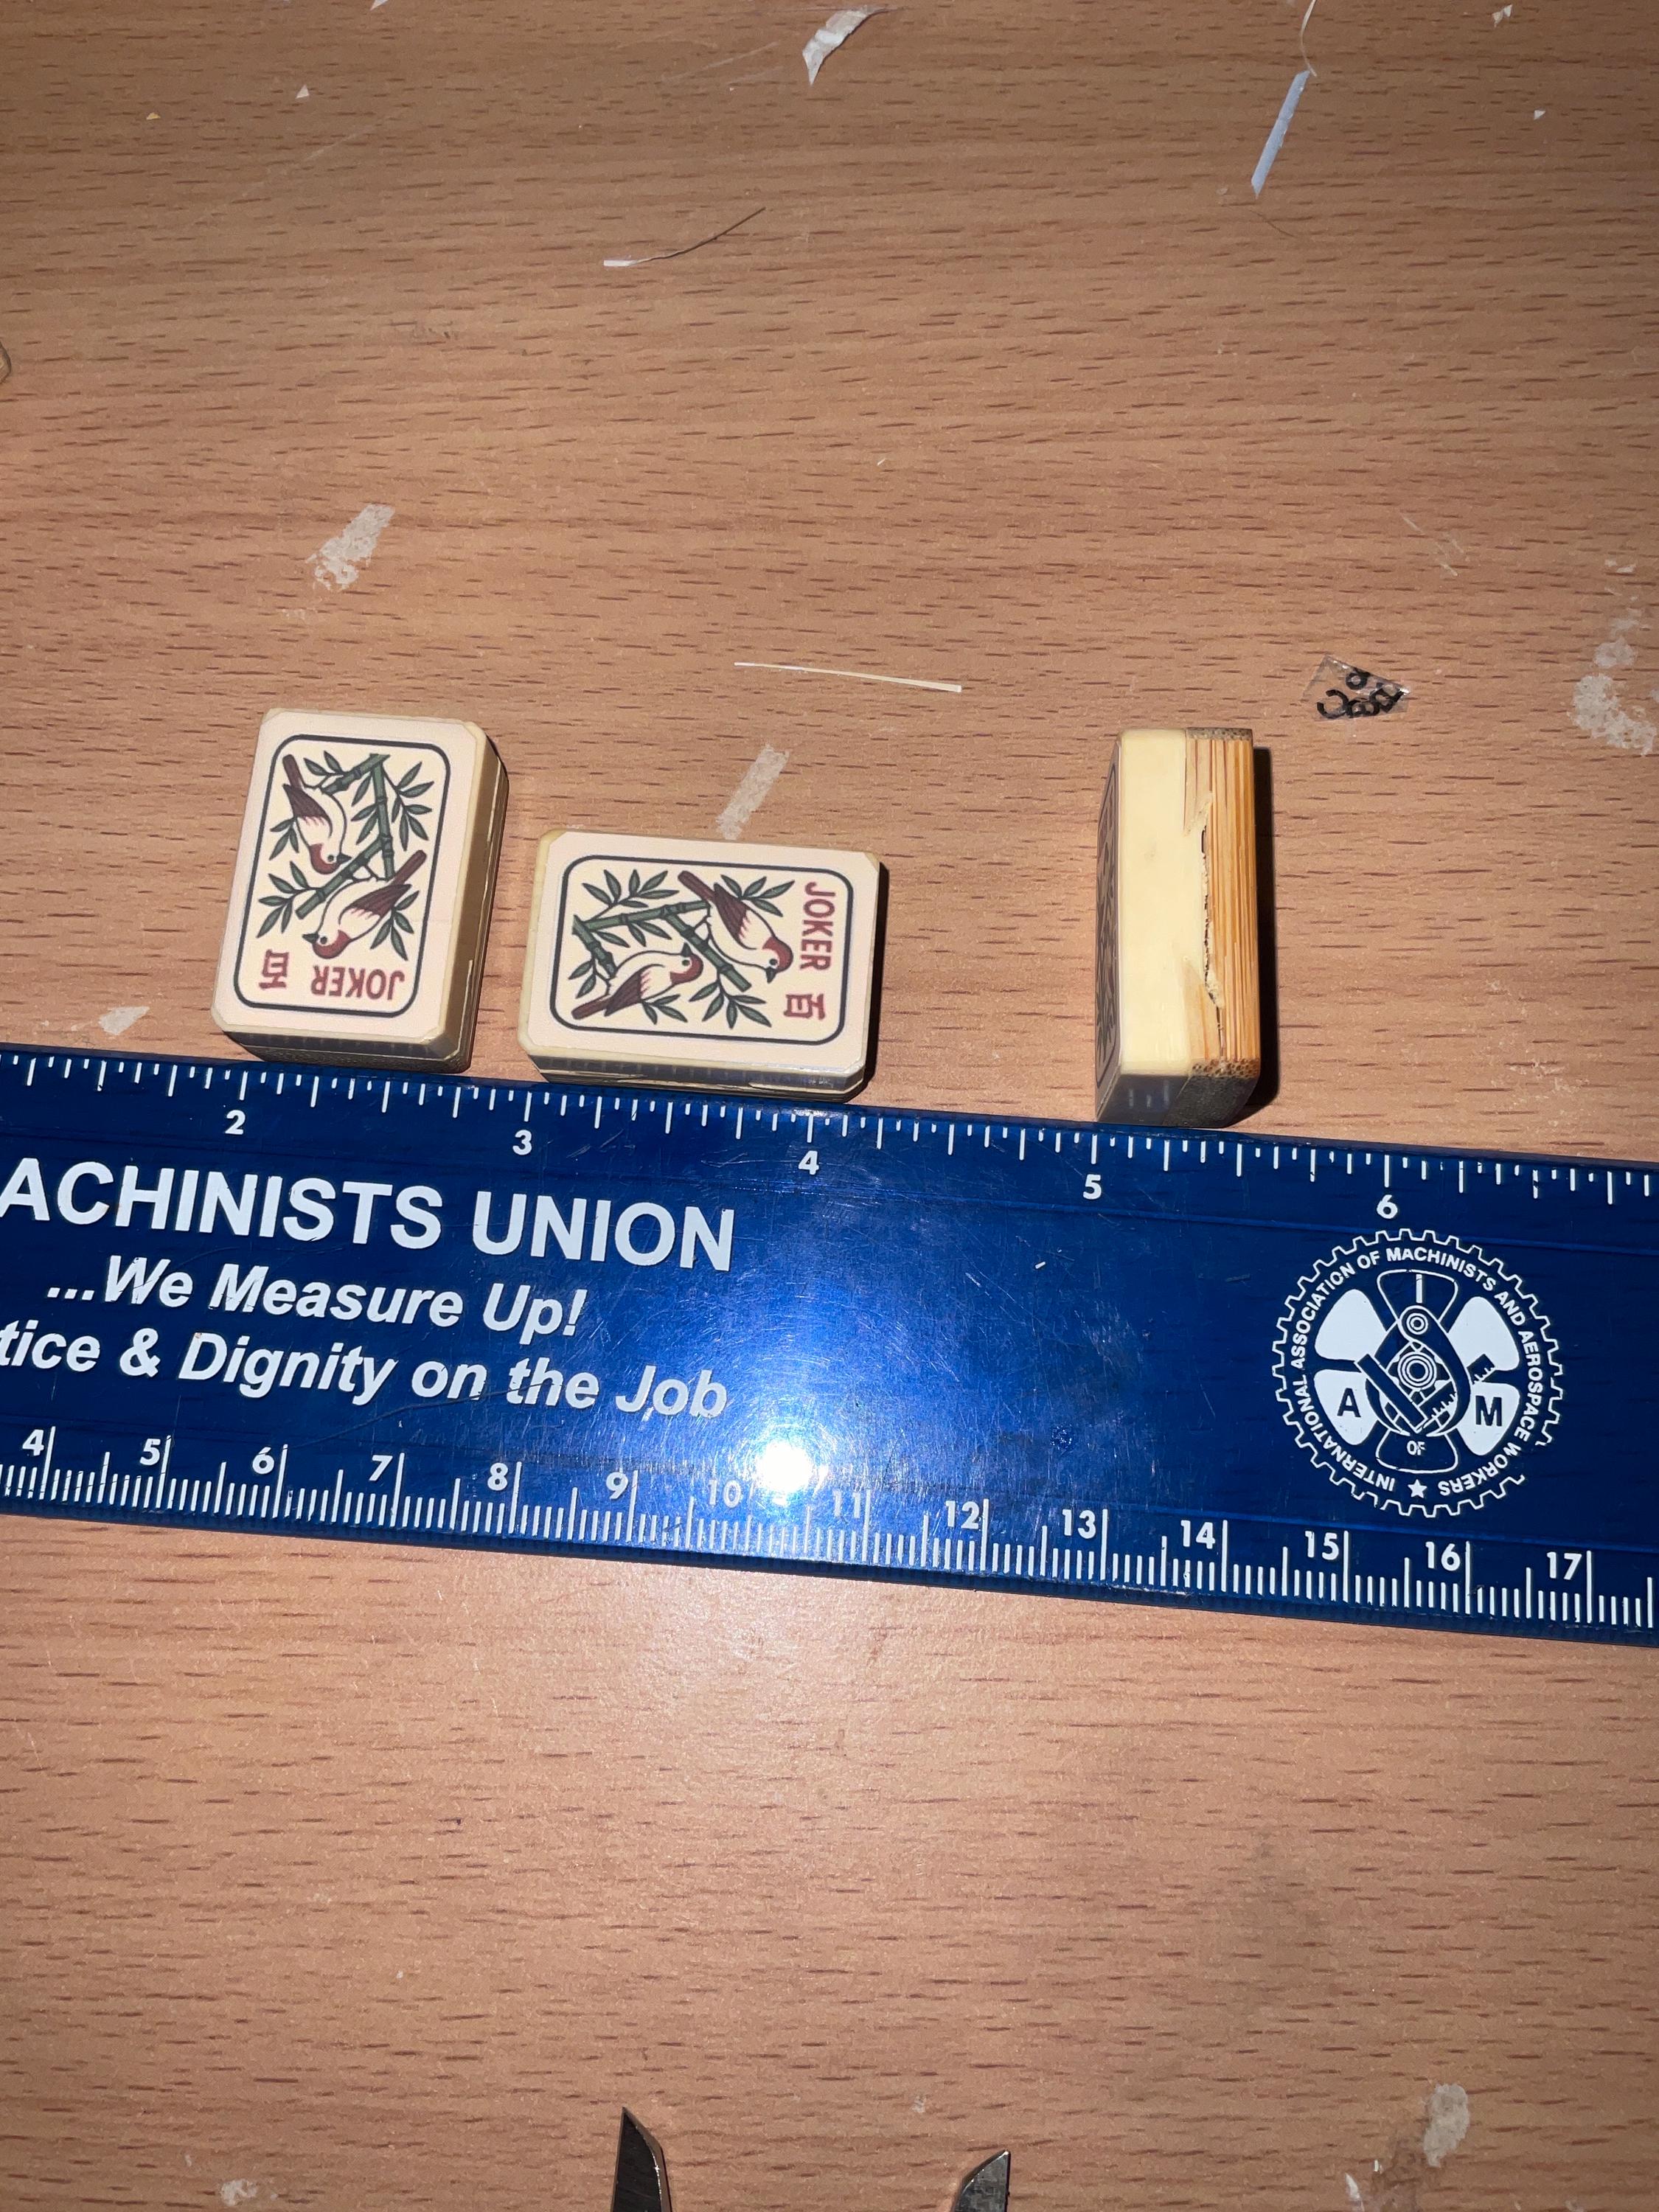 JOKER 百
JOKER 百
2 3 4 5 6
ACHINISTS UNION
...We Measure Up!
tice & Dignity on the Job
INTERNATIONAL ASSOCIATION OF MACHINISTS AND AEROSPACE WORKERS
I
A M
OF
4 5 6 7 8 9 10 11 12 13 14 15 16 17